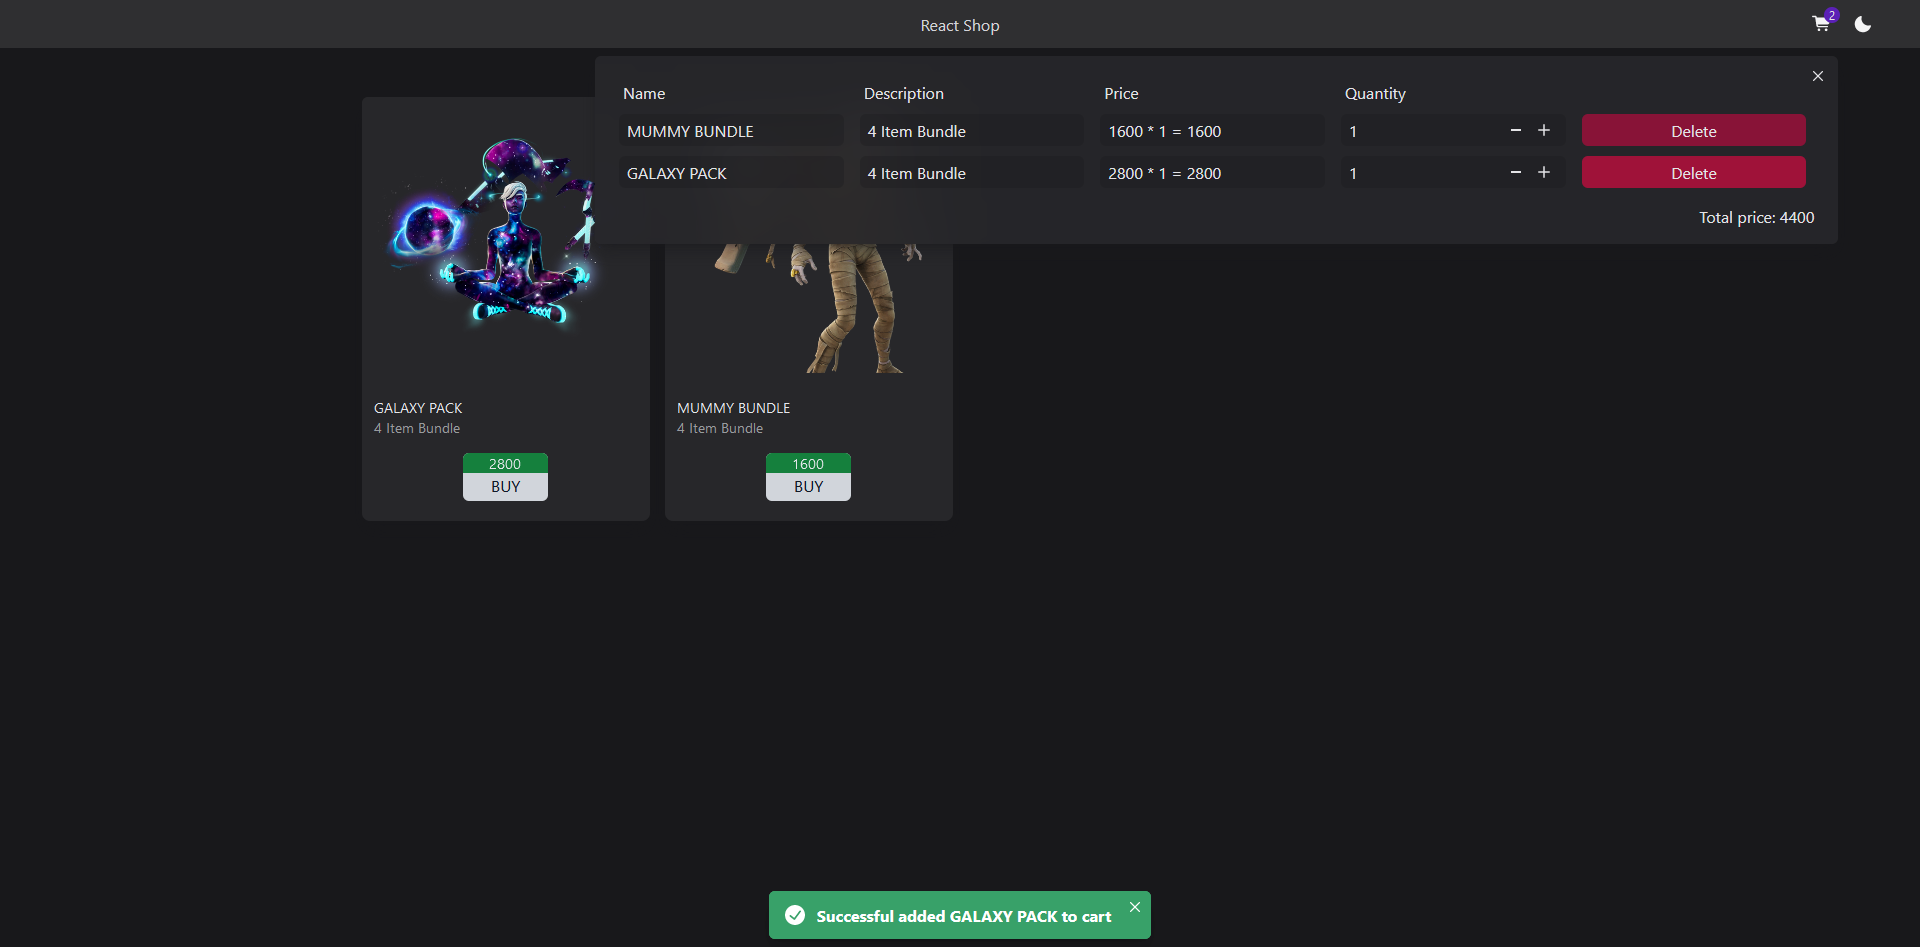 React Shop
2
Name Description Price Quantity
MUMMY BUNDLE 4 Item Bundle 1600 * 1 = 1600 1 Delete
GALAXY PACK 4 Item Bundle 2800 * 1 = 2800 1 Delete
Total price: 4400
GALAXY PACK
4 Item Bundle
2800
BUY
MUMMY BUNDLE
4 Item Bundle
1600
BUY
Successful added GALAXY PACK to cart